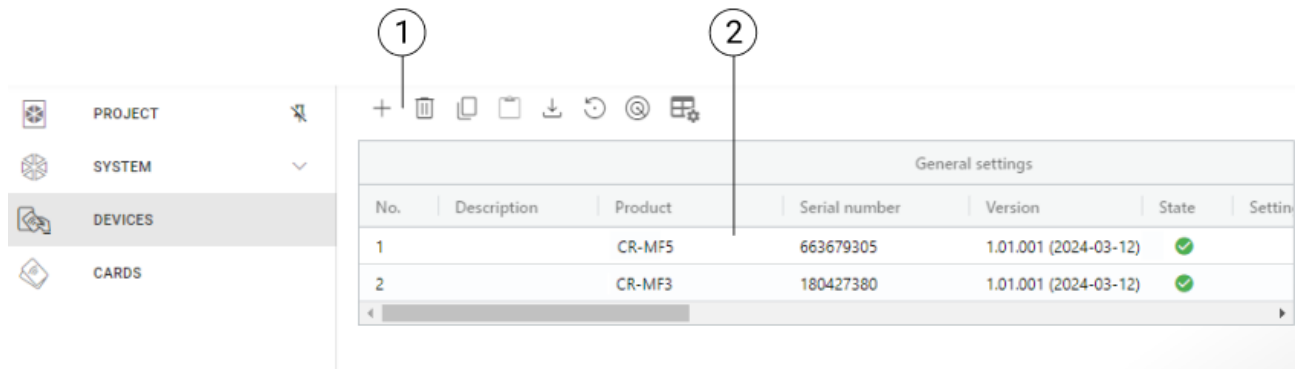 1 2
PROJECT
SYSTEM
DEVICES
CARDS
General settings
No. Description Product Serial number Version State Settin
1 CR-MF5 663679305 1.01.001 (2024-03-12)
2 CR-MF3 180427380 1.01.001 (2024-03-12)